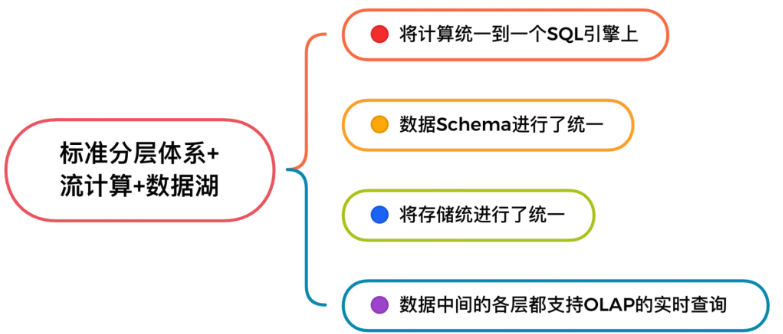 标准分层体系+
流计算+数据湖
将计算统一到一个SQL引擎上
数据Schema进行了统一
将存储统进行了统一
数据中间的各层都支持OLAP的实时查询